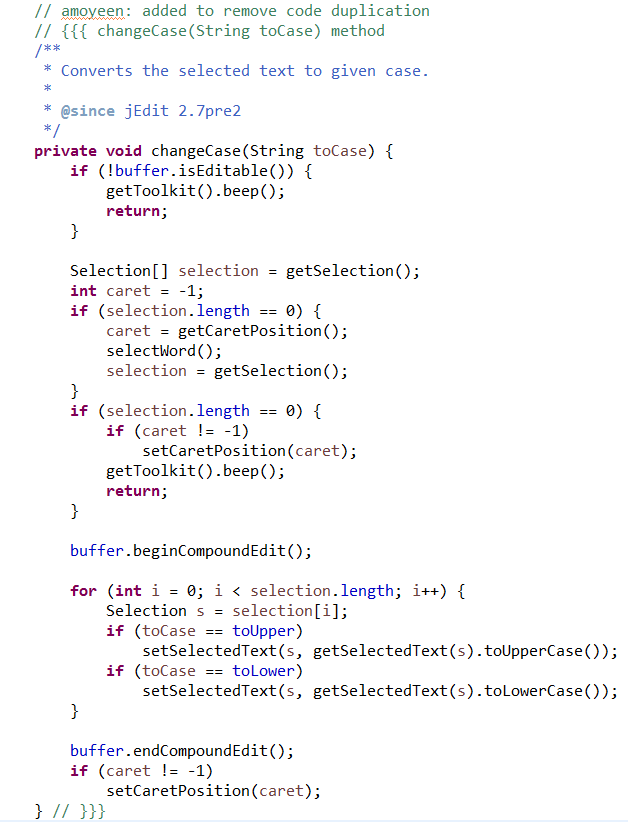 // amoyeen: added to remove code duplication
// {{{ changeCase(String toCase) method
/**
 * Converts the selected text to given case.
 *
 * @since jEdit 2.7pre2
 */
private void changeCase(String toCase) {
    if (!buffer.isEditable()) {
        getToolkit().beep();
        return;
    }

    Selection[] selection = getSelection();
    int caret = -1;
    if (selection.length == 0) {
        caret = getCaretPosition();
        selectWord();
        selection = getSelection();
    }
    if (selection.length == 0) {
        if (caret != -1)
            setCaretPosition(caret);
        getToolkit().beep();
        return;
    }

    buffer.beginCompoundEdit();

    for (int i = 0; i < selection.length; i++) {
        Selection s = selection[i];
        if (toCase == toUpper)
            setSelectedText(s, getSelectedText(s).toUpperCase());
        if (toCase == toLower)
            setSelectedText(s, getSelectedText(s).toLowerCase());
    }

    buffer.endCompoundEdit();
    if (caret != -1)
        setCaretPosition(caret);
} // }}}